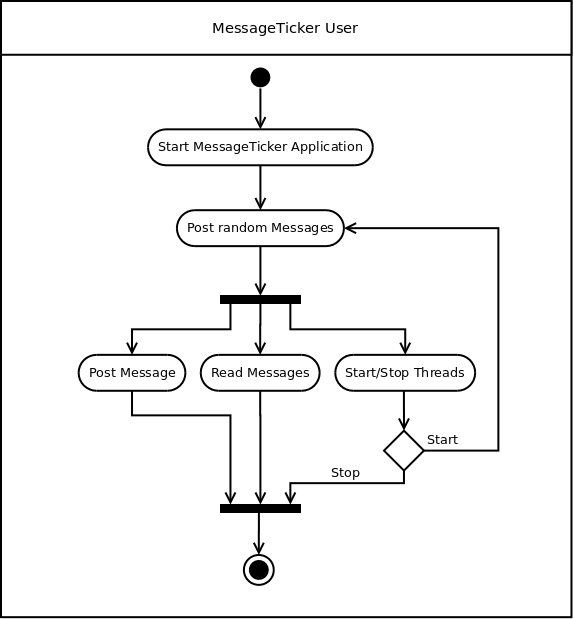 MessageTicker User
Start MessageTicker Application
Post random Messages
Post Message
Read Messages
Start/Stop Threads
Start
Stop